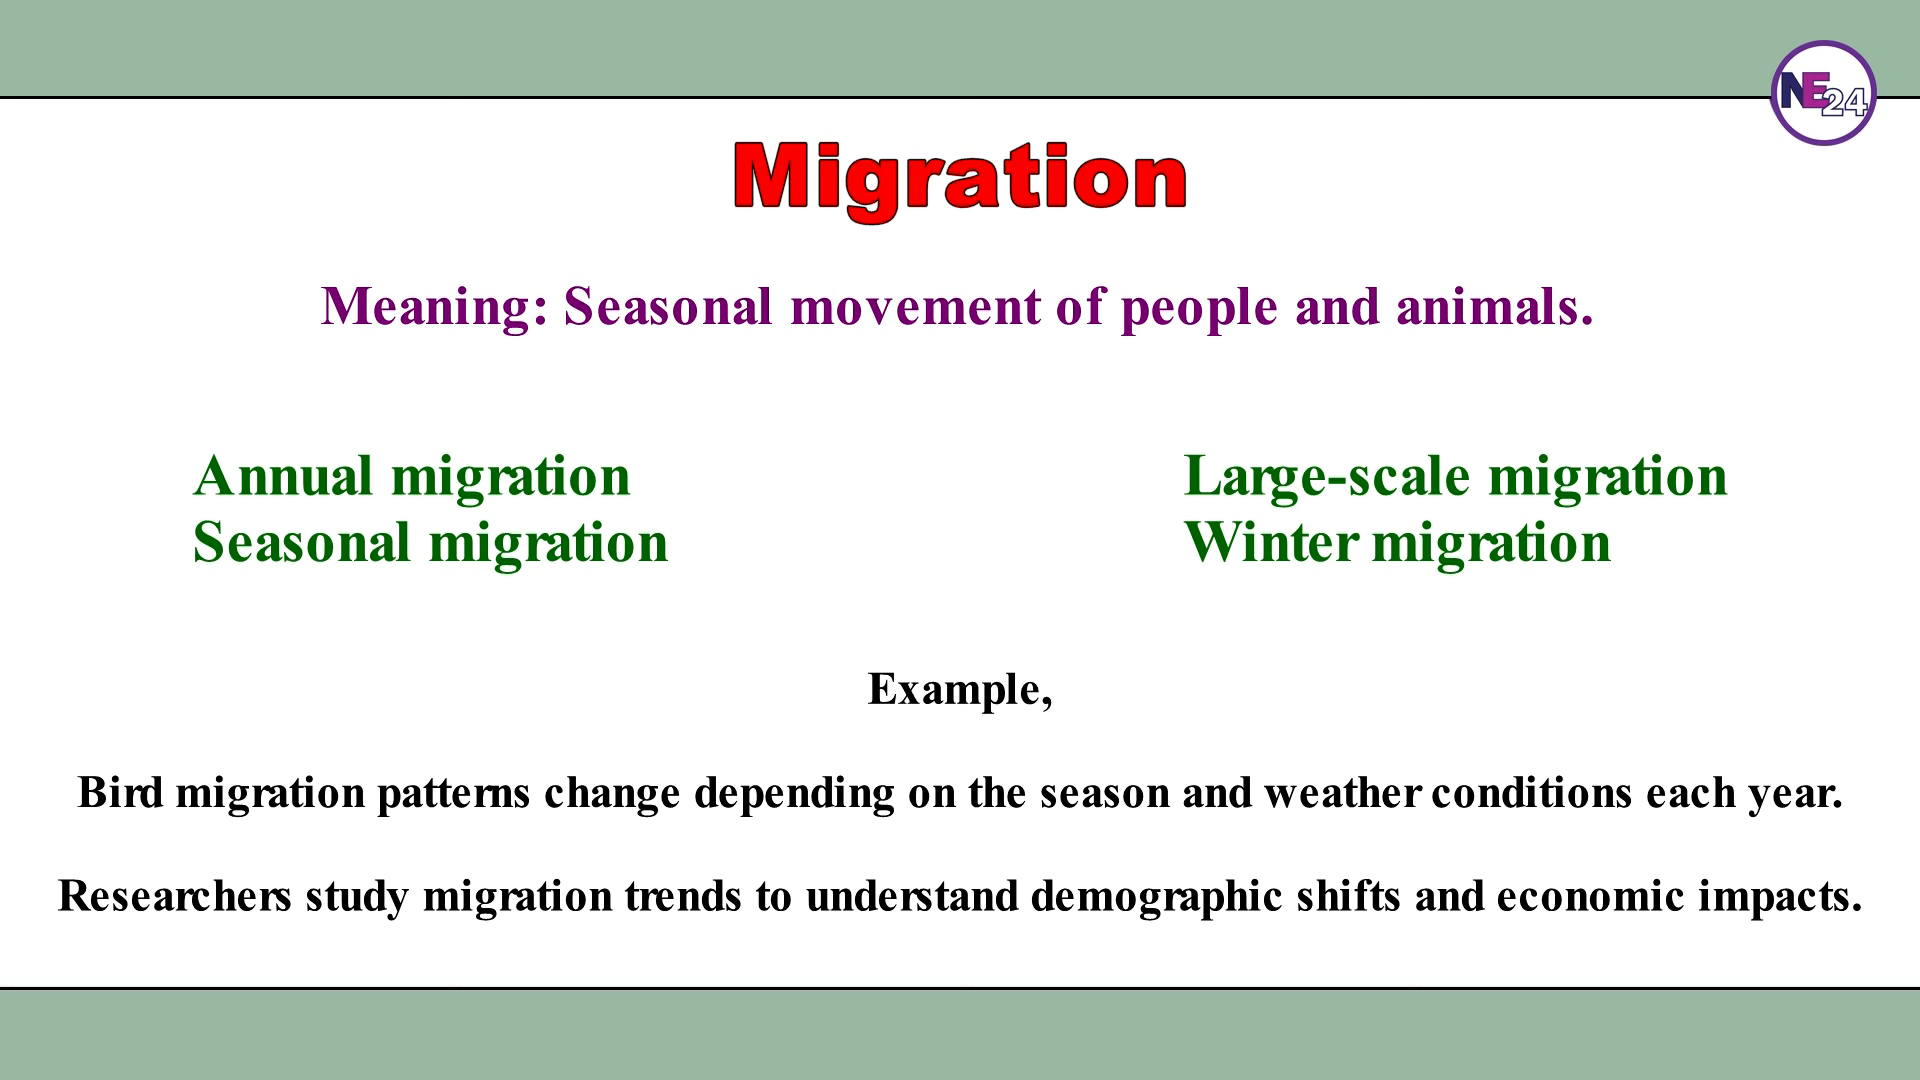 NE24
Migration
Meaning: Seasonal movement of people and animals.
Annual migration
Seasonal migration
Large-scale migration
Winter migration
Example,
Bird migration patterns change depending on the season and weather conditions each year.
Researchers study migration trends to understand demographic shifts and economic impacts.